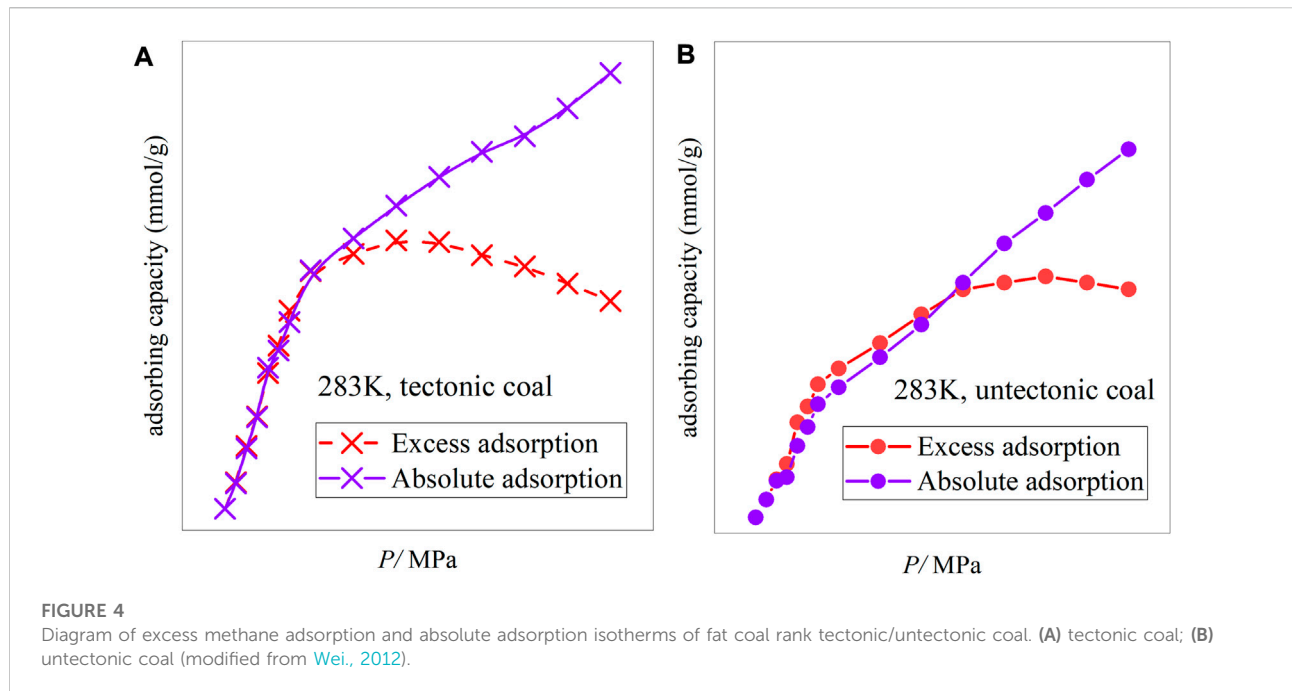 A
adsorbing capacity (mmol/g)
283K, tectonic coal
Excess adsorption
Absolute adsorption
P/ MPa
B
adsorbing capacity (mmol/g)
283K, untectonic coal
Excess adsorption
Absolute adsorption
P/ MPa
FIGURE 4
Diagram of excess methane adsorption and absolute adsorption isotherms of fat coal rank tectonic/untectonic coal. (A) tectonic coal; (B)
untectonic coal (modified from Wei., 2012).